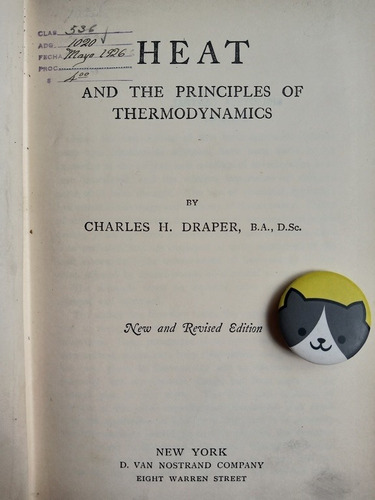 CLAS. 536
ADQ. 1020
FECHA Mayo 1926
PROC.
$ 4.00
HEAT
AND THE PRINCIPLES OF
THERMODYNAMICS
BY
CHARLES H. DRAPER, B.A., D.Sc.
New and Revised Edition
NEW YORK
D. VAN NOSTRAND COMPANY
EIGHT WARREN STREET